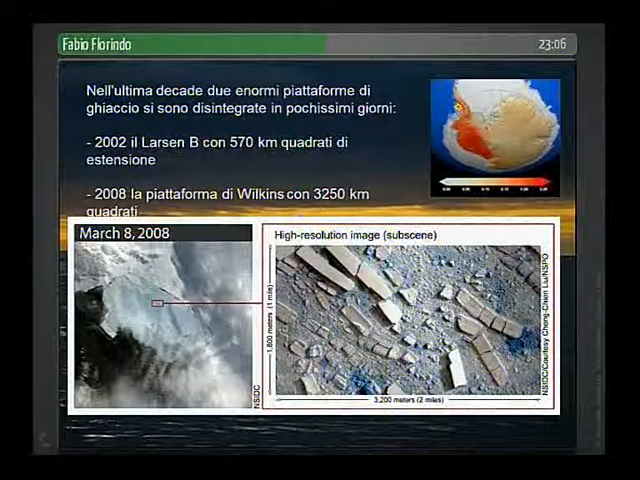 Fabio Florindo
23:06
Nell'ultima decade due enormi piattaforme di
ghiaccio si sono disintegrate in pochissimi giorni:
- 2002 il Larsen B con 570 km quadrati di
estensione
- 2008 la piattaforma di Wilkins con 3250 km
quadrati
March 8, 2008
NSIDC
High-resolution image (subscene)
1,800 meters (1 mile)
3,200 meters (2 miles)
NSIDC/Courtesy Cheng-Chien Liu/NSPO